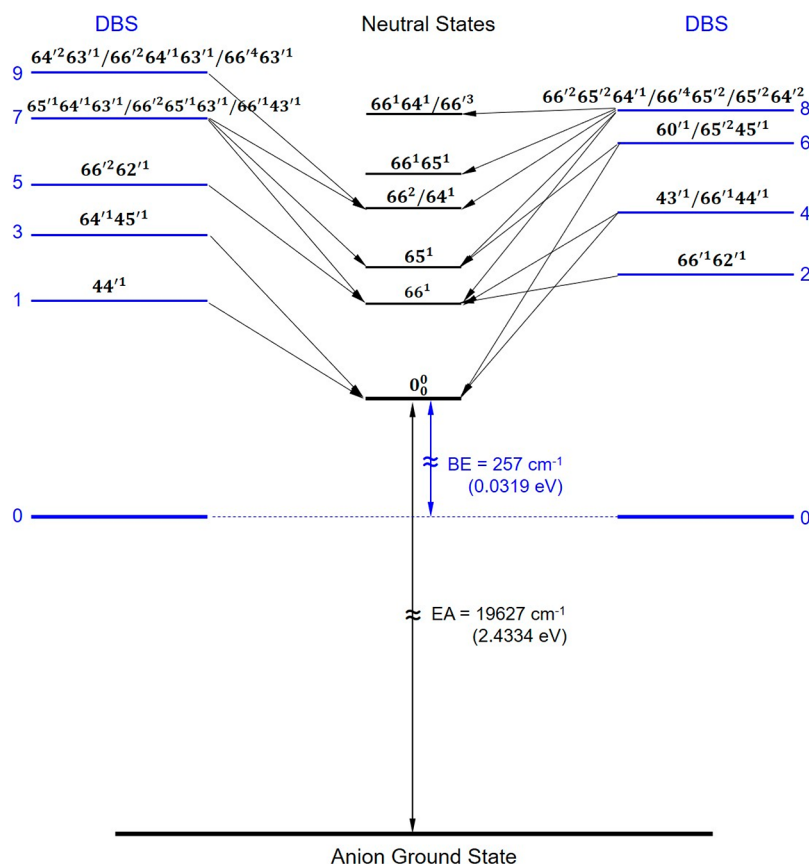 DBS Neutral States DBS
9 64′²63′¹/66′²64′¹63′¹/66′⁴63′¹
7 65′¹64′¹63′¹/66′²65′¹63′¹/66′¹43′¹
5 66′²62′¹
3 64′¹45′¹
1 44′¹
0
66¹64¹/66′³
66¹65¹
66²/64¹
65¹
66¹
0₀⁰
66′²65′²64′¹/66′⁴65′²/65′²64′² 8
60′¹/65′²45′¹ 6
43′¹/66′¹44′¹ 4
66′¹62′¹ 2
0
≈ BE = 257 cm⁻¹
(0.0319 eV)
≈ EA = 19627 cm⁻¹
(2.4334 eV)
Anion Ground State